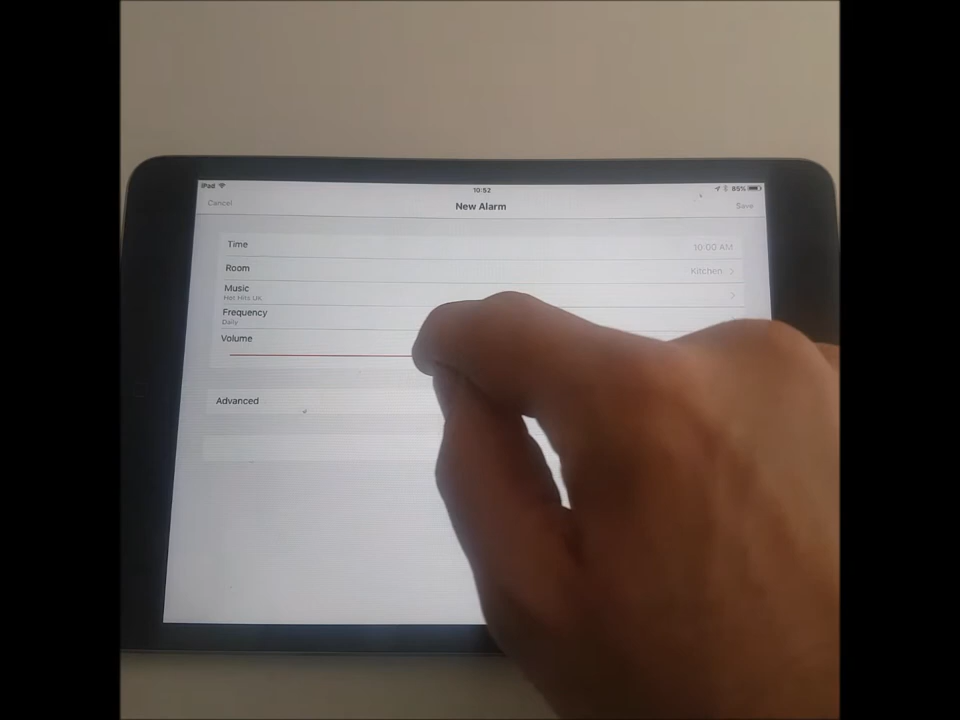 iPad 10:52 85%
Cancel New Alarm Save
Time 10:00 AM
Room Kitchen
Music
Hot Hits UK
Frequency
Daily
Volume
Advanced